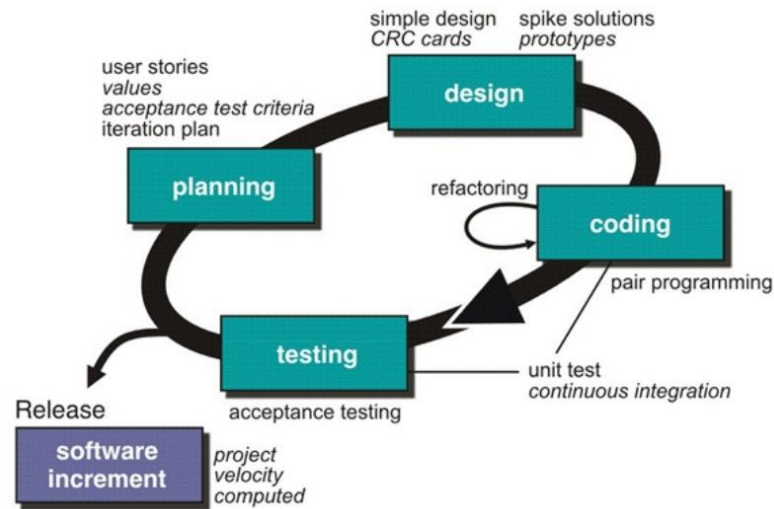 simple design
CRC cards
spike solutions
prototypes
user stories
values
acceptance test criteria
iteration plan
design
planning
refactoring
coding
pair programming
testing
unit test
continuous integration
acceptance testing
Release
software
increment
project
velocity
computed